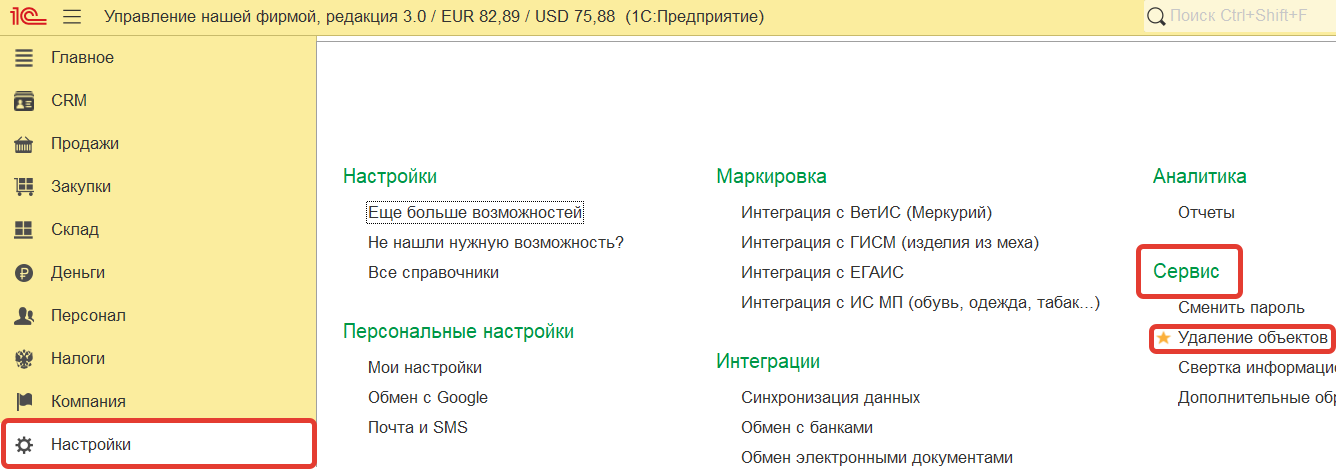 1С Управление нашей фирмой, редакция 3.0 / EUR 82,89 / USD 75,88 (1С:Предприятие)
Поиск Ctrl+Shift+F
Главное
CRM
Продажи
Закупки
Склад
Деньги
Персонал
Налоги
Компания
Настройки
Настройки
Еще больше возможностей
Не нашли нужную возможность?
Все справочники
Персональные настройки
Мои настройки
Обмен с Google
Почта и SMS
Маркировка
Интеграция с ВетИС (Меркурий)
Интеграция с ГИСМ (изделия из меха)
Интеграция с ЕГАИС
Интеграция с ИС МП (обувь, одежда, табак...)
Интеграции
Синхронизация данных
Обмен с банками
Обмен электронными документами
Аналитика
Отчеты
Сервис
Сменить пароль
Удаление объектов
Свертка информацио
Дополнительные обр